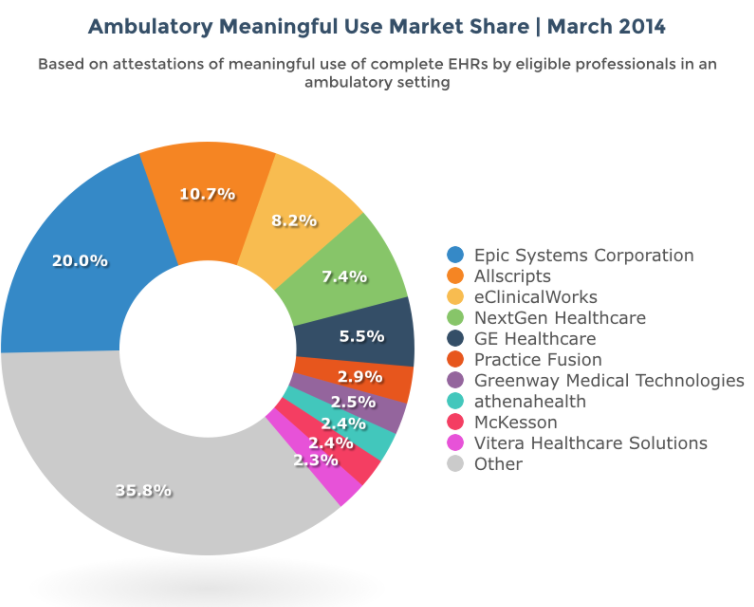 Ambulatory Meaningful Use Market Share | March 2014
Based on attestations of meaningful use of complete EHRs by eligible professionals in an
ambulatory setting
10.7%
8.2%
20.0%
7.4%
5.5%
2.9%
2.5%
2.4%
2.4%
2.3%
35.8%
Epic Systems Corporation
Allscripts
eClinicalWorks
NextGen Healthcare
GE Healthcare
Practice Fusion
Greenway Medical Technologies
athenahealth
McKesson
Vitera Healthcare Solutions
Other